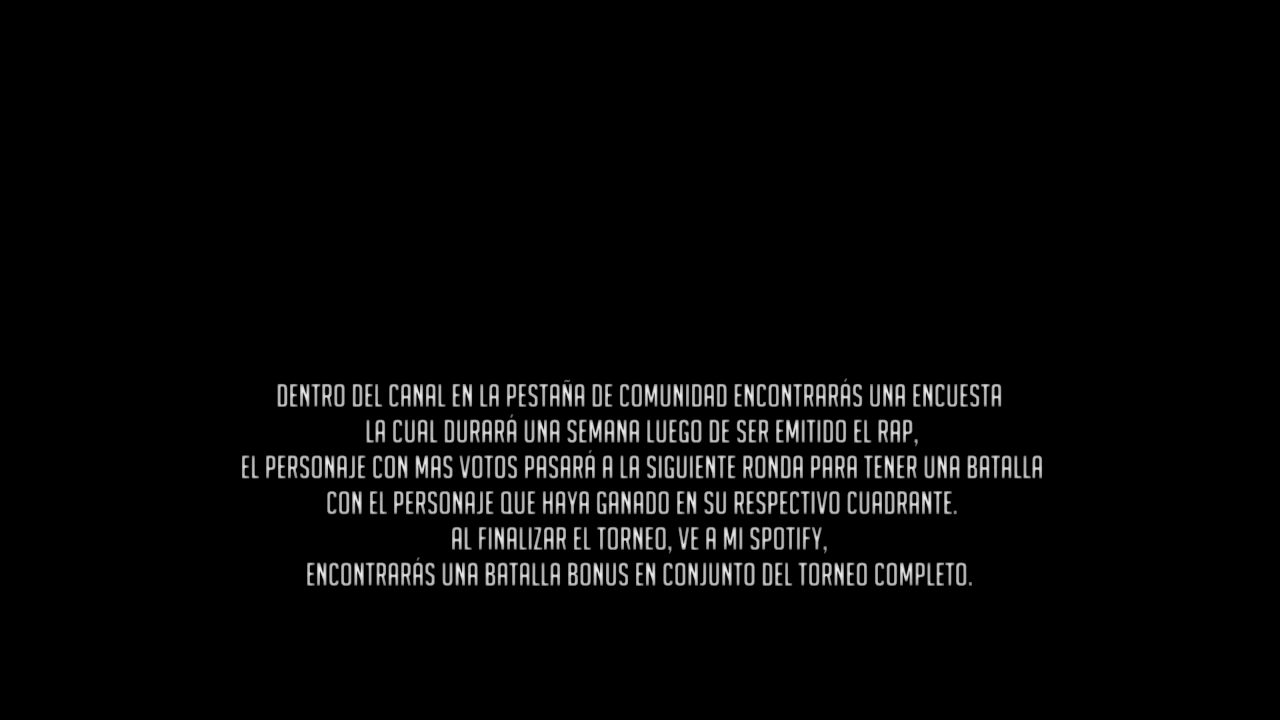 DENTRO DEL CANAL EN LA PESTAÑA DE COMUNIDAD ENCONTRARÁS UNA ENCUESTA
LA CUAL DURARÁ UNA SEMANA LUEGO DE SER EMITIDO EL RAP,
EL PERSONAJE CON MAS VOTOS PASARÁ A LA SIGUIENTE RONDA PARA TENER UNA BATALLA
CON EL PERSONAJE QUE HAYA GANADO EN SU RESPECTIVO CUADRANTE.
AL FINALIZAR EL TORNEO, VE A MI SPOTIFY,
ENCONTRARÁS UNA BATALLA BONUS EN CONJUNTO DEL TORNEO COMPLETO.